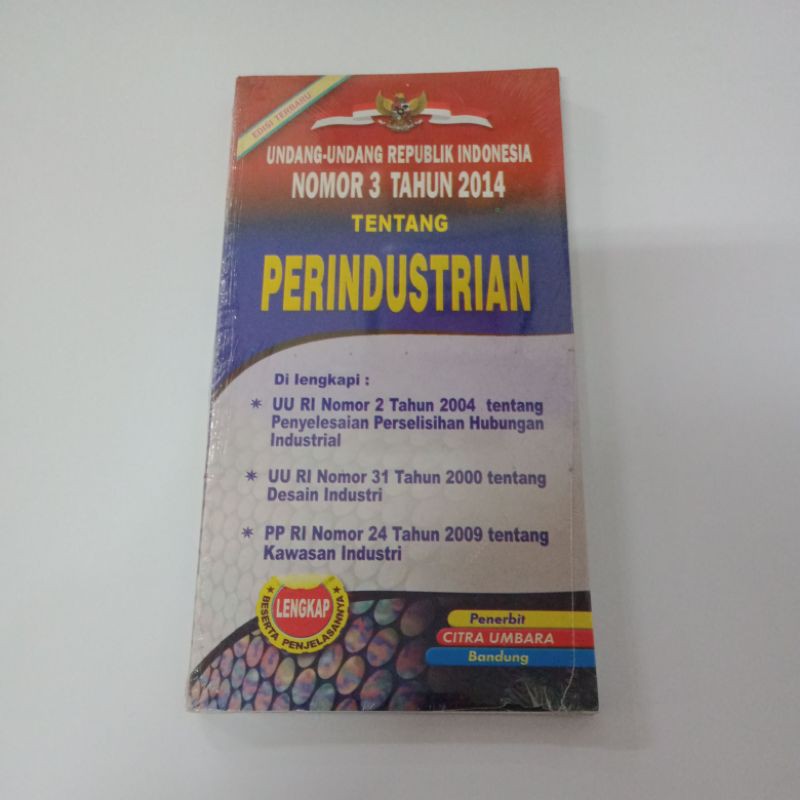 EDISI TERBARU
UNDANG-UNDANG REPUBLIK INDONESIA
NOMOR 3 TAHUN 2014
TENTANG
PERINDUSTRIAN
Di lengkapi :
* UU RI Nomor 2 Tahun 2004 tentang
Penyelesaian Perselisihan Hubungan
Industrial
* UU RI Nomor 31 Tahun 2000 tentang
Desain Industri
* PP RI Nomor 24 Tahun 2009 tentang
Kawasan Industri
LENGKAP
* BESERTA PENJELASANNYA *
Penerbit
CITRA UMBARA
Bandung